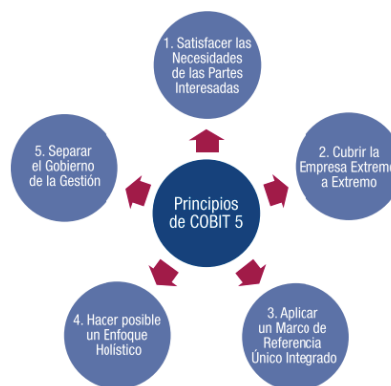 1. Satisfacer las
Necesidades
de las Partes
Interesadas
2. Cubrir la
Empresa Extremo
a Extremo
3. Aplicar
un Marco de
Referencia
Único Integrado
4. Hacer posible
un Enfoque
Holístico
5. Separar
el Gobierno
de la Gestión
Principios
de COBIT 5